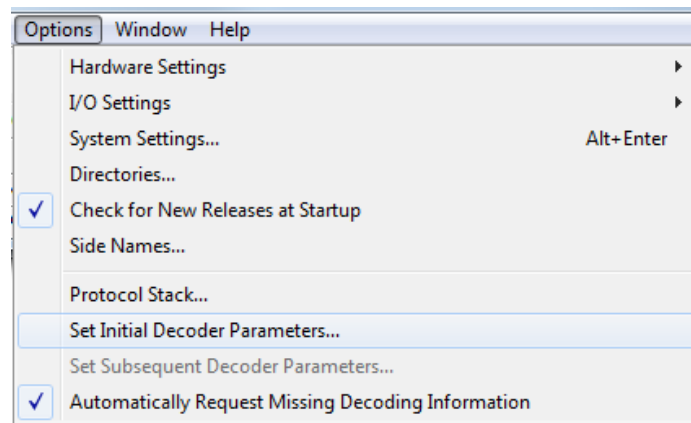 Options Window Help
Hardware Settings
I/O Settings
System Settings... Alt+Enter
Directories...
Check for New Releases at Startup
Side Names...
Protocol Stack...
Set Initial Decoder Parameters...
Set Subsequent Decoder Parameters...
Automatically Request Missing Decoding Information